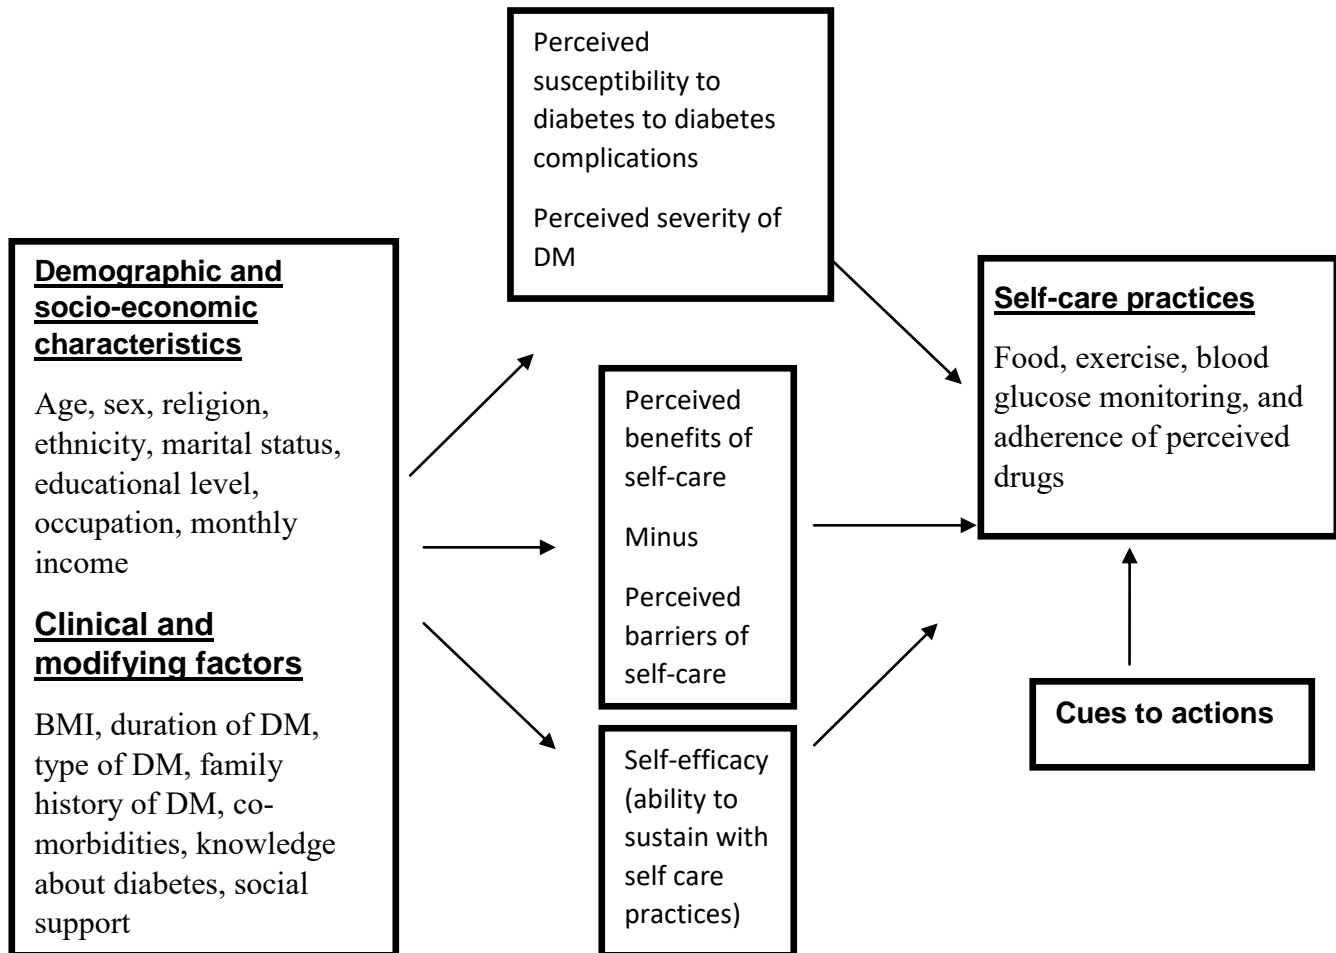 Perceived
susceptibility to
diabetes to diabetes
complications
Perceived severity of
DM
Demographic and
socio-economic
characteristics
Age, sex, religion,
ethnicity, marital status,
educational level,
occupation, monthly
income
Clinical and
modifying factors
BMI, duration of DM,
type of DM, family
history of DM, co-
morbidities, knowledge
about diabetes, social
support
Perceived
benefits of
self-care
Minus
Perceived
barriers of
self-care
Self-efficacy
(ability to
sustain with
self care
practices)
Self-care practices
Food, exercise, blood
glucose monitoring, and
adherence of perceived
drugs
Cues to actions